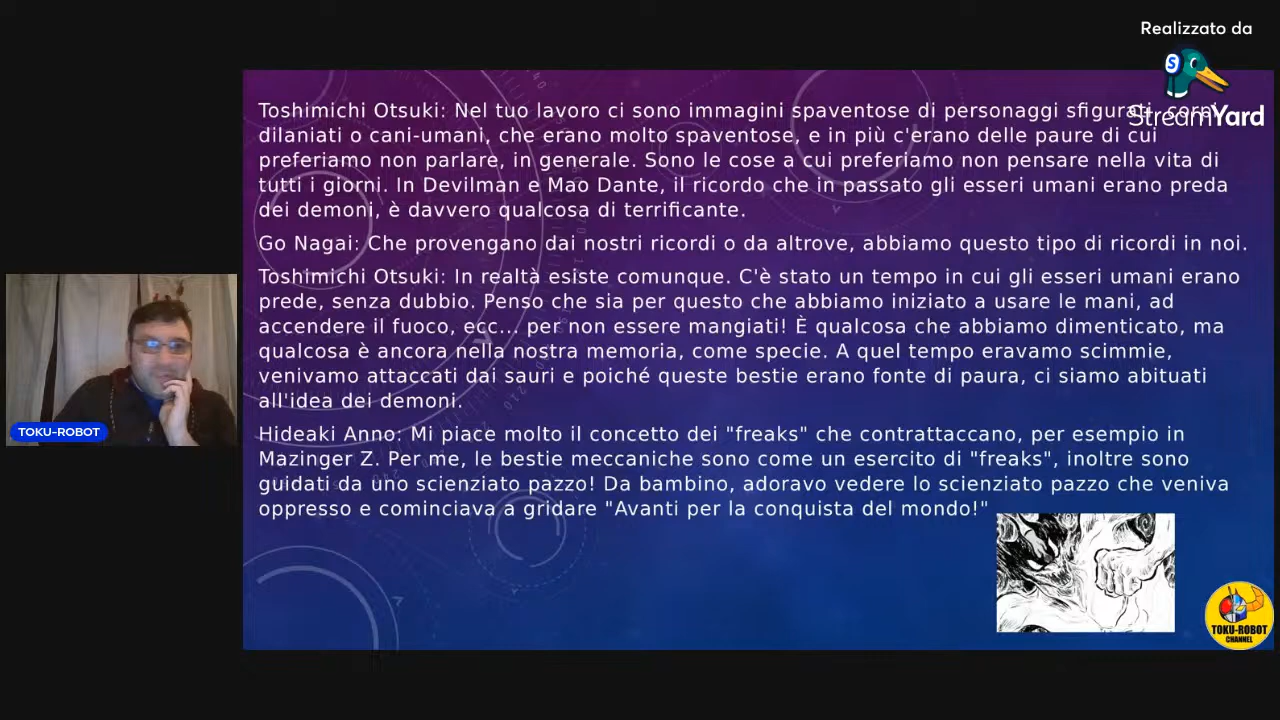 Realizzato da
StreamYard
Toshimichi Otsuki: Nel tuo lavoro ci sono immagini spaventose di personaggi sfigurati, corpi
dilaniati o cani-umani, che erano molto spaventose, e in più c'erano delle paure di cui
preferiamo non parlare, in generale. Sono le cose a cui preferiamo non pensare nella vita di
tutti i giorni. In Devilman e Mao Dante, il ricordo che in passato gli esseri umani erano preda
dei demoni, è davvero qualcosa di terrificante.
Go Nagai: Che provengano dai nostri ricordi o da altrove, abbiamo questo tipo di ricordi in noi.
Toshimichi Otsuki: In realtà esiste comunque. C'è stato un tempo in cui gli esseri umani erano
prede, senza dubbio. Penso che sia per questo che abbiamo iniziato a usare le mani, ad
accendere il fuoco, ecc... per non essere mangiati! È qualcosa che abbiamo dimenticato, ma
qualcosa è ancora nella nostra memoria, come specie. A quel tempo eravamo scimmie,
venivamo attaccati dai sauri e poiché queste bestie erano fonte di paura, ci siamo abituati
all'idea dei demoni.
Hideaki Anno: Mi piace molto il concetto dei "freaks" che contrattaccano, per esempio in
Mazinger Z. Per me, le bestie meccaniche sono come un esercito di "freaks", inoltre sono
guidati da uno scienziato pazzo! Da bambino, adoravo vedere lo scienziato pazzo che veniva
oppresso e cominciava a gridare "Avanti per la conquista del mondo!"
TOKU-ROBOT
TOKU-ROBOT
CHANNEL